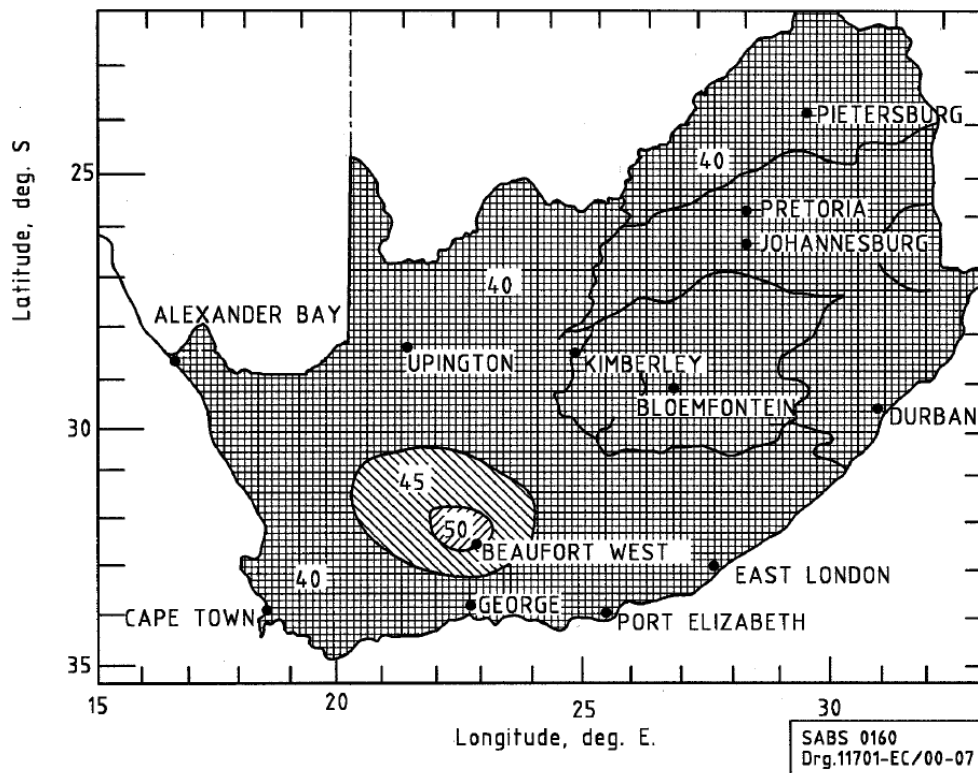 PIETERSBURG
40
25
PRETORIA
JOHANNESBURG
Latitude, deg. S
40
ALEXANDER BAY
UPINGTON
KIMBERLEY
BLOEMFONTEIN
DURBAN
30
45
50
BEAUFORT WEST
EAST LONDON
40
GEORGE
CAPE TOWN
PORT ELIZABETH
35
15
20
25
30
Longitude, deg. E.
SABS 0160
Drg.11701-EC/00-07